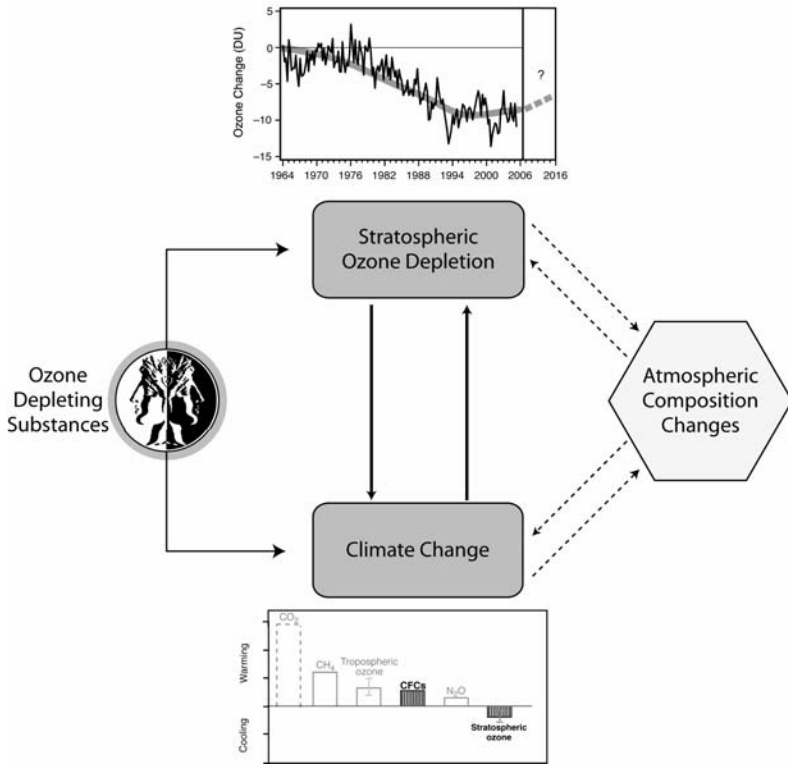 5
0
-5
-10
-15
Ozone Change (DU)
?
1964 1970 1976 1982 1988 1994 2000 2006 2016
Stratospheric
Ozone Depletion
Ozone
Depleting
Substances
Atmospheric
Composition
Changes
Climate Change
Warming
Cooling
CO₂
CH₄
Tropospheric
ozone
CFCs
N₂O
Stratospheric
ozone